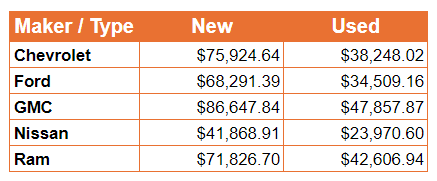 Maker / Type New Used
Chevrolet $75,924.64 $38,248.02
Ford $68,291.39 $34,509.16
GMC $86,647.84 $47,857.87
Nissan $41,868.91 $23,970.60
Ram $71,826.70 $42,606.94